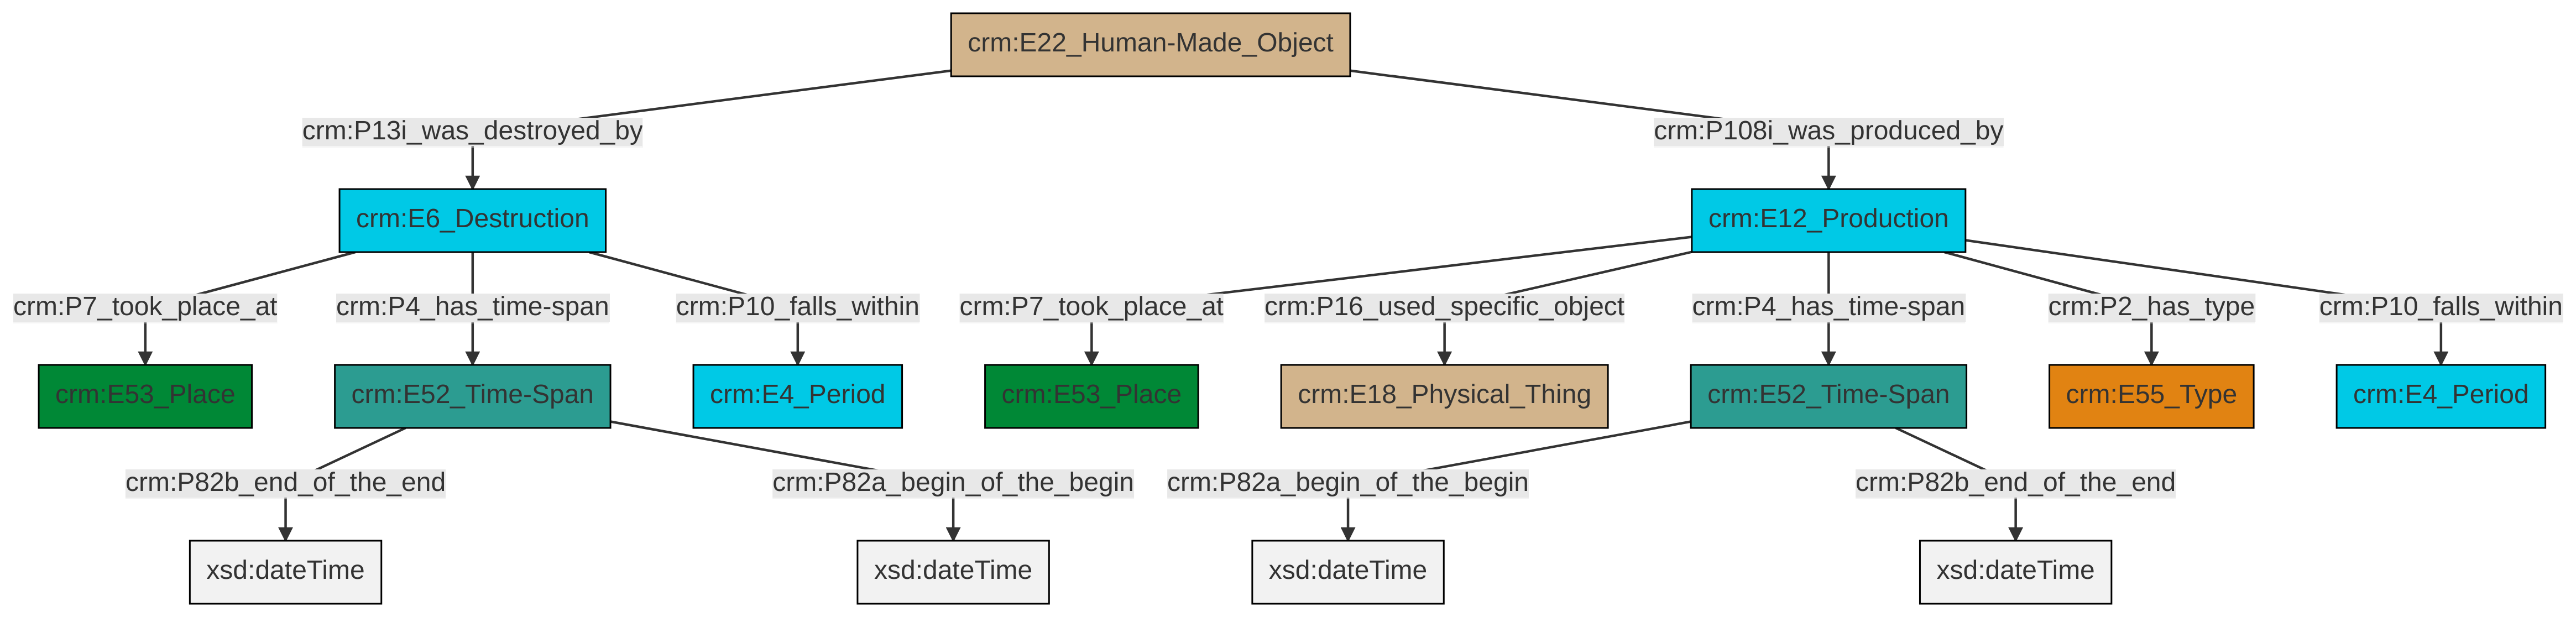 crm:E22_Human-Made_Object
crm:P13i_was_destroyed_by
crm:P108i_was_produced_by
crm:E6_Destruction
crm:E12_Production
crm:P7_took_place_at
crm:P4_has_time-span
crm:P10_falls_within
crm:P7_took_place_at
crm:P16_used_specific_object
crm:P4_has_time-span
crm:P2_has_type
crm:P10_falls_within
crm:E53_Place
crm:E52_Time-Span
crm:E4_Period
crm:E53_Place
crm:E18_Physical_Thing
crm:E52_Time-Span
crm:E55_Type
crm:E4_Period
crm:P82b_end_of_the_end
crm:P82a_begin_of_the_begin
crm:P82a_begin_of_the_begin
crm:P82b_end_of_the_end
xsd:dateTime
xsd:dateTime
xsd:dateTime
xsd:dateTime